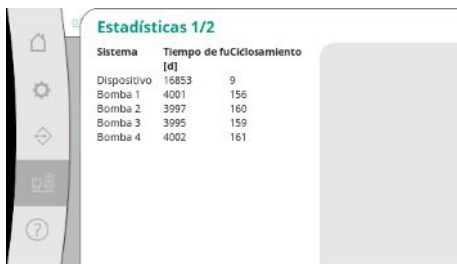 Estadísticas 1/2
Sistema Tiempo de fuCiclosamiento
[d]
Dispositivo 16853 9
Bomba 1 4001 156
Bomba 2 3997 160
Bomba 3 3995 159
Bomba 4 4002 161
?